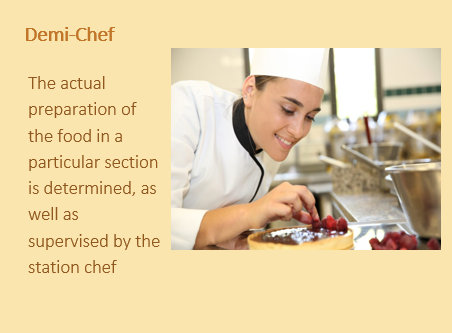 Demi-Chef
The actual
preparation of
the food in a
particular section
is determined, as
well as
supervised by the
station chef